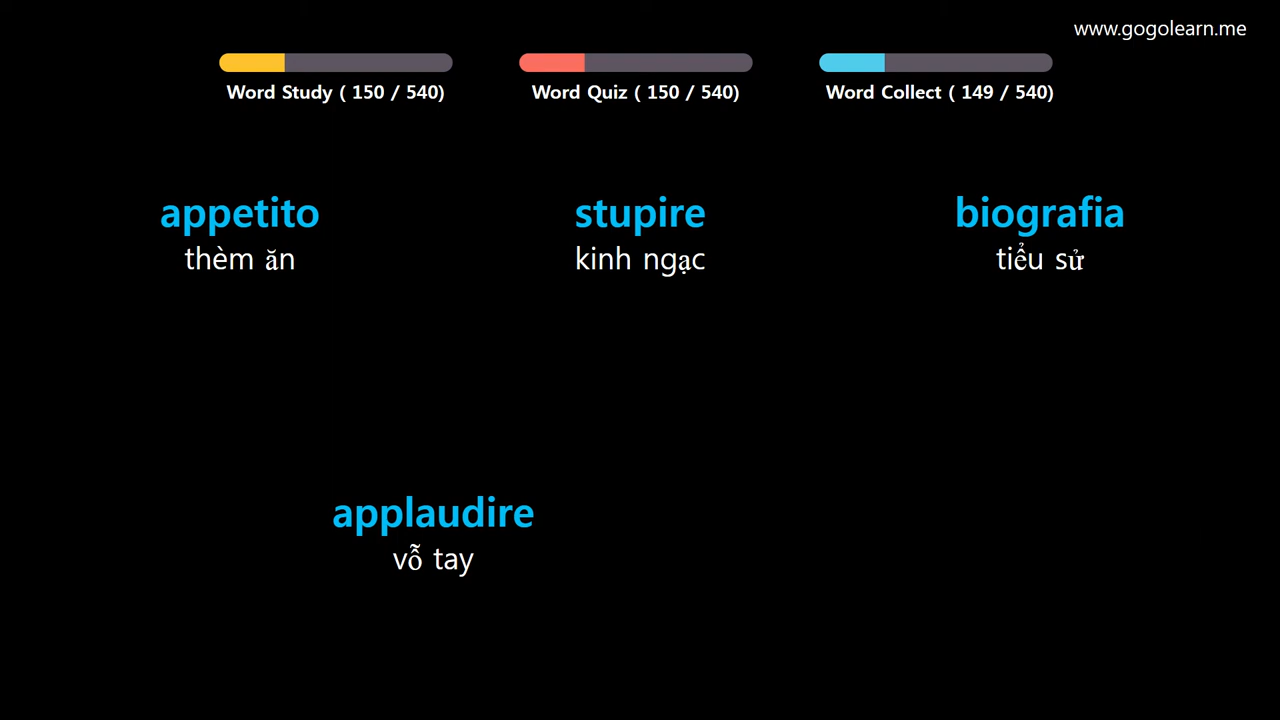 www.gogolearn.me
Word Study ( 150 / 540)
Word Quiz ( 150 / 540)
Word Collect ( 149 / 540)
appetito
thèm ăn
stupire
kinh ngạc
biografia
tiểu sử
applaudire
vỗ tay